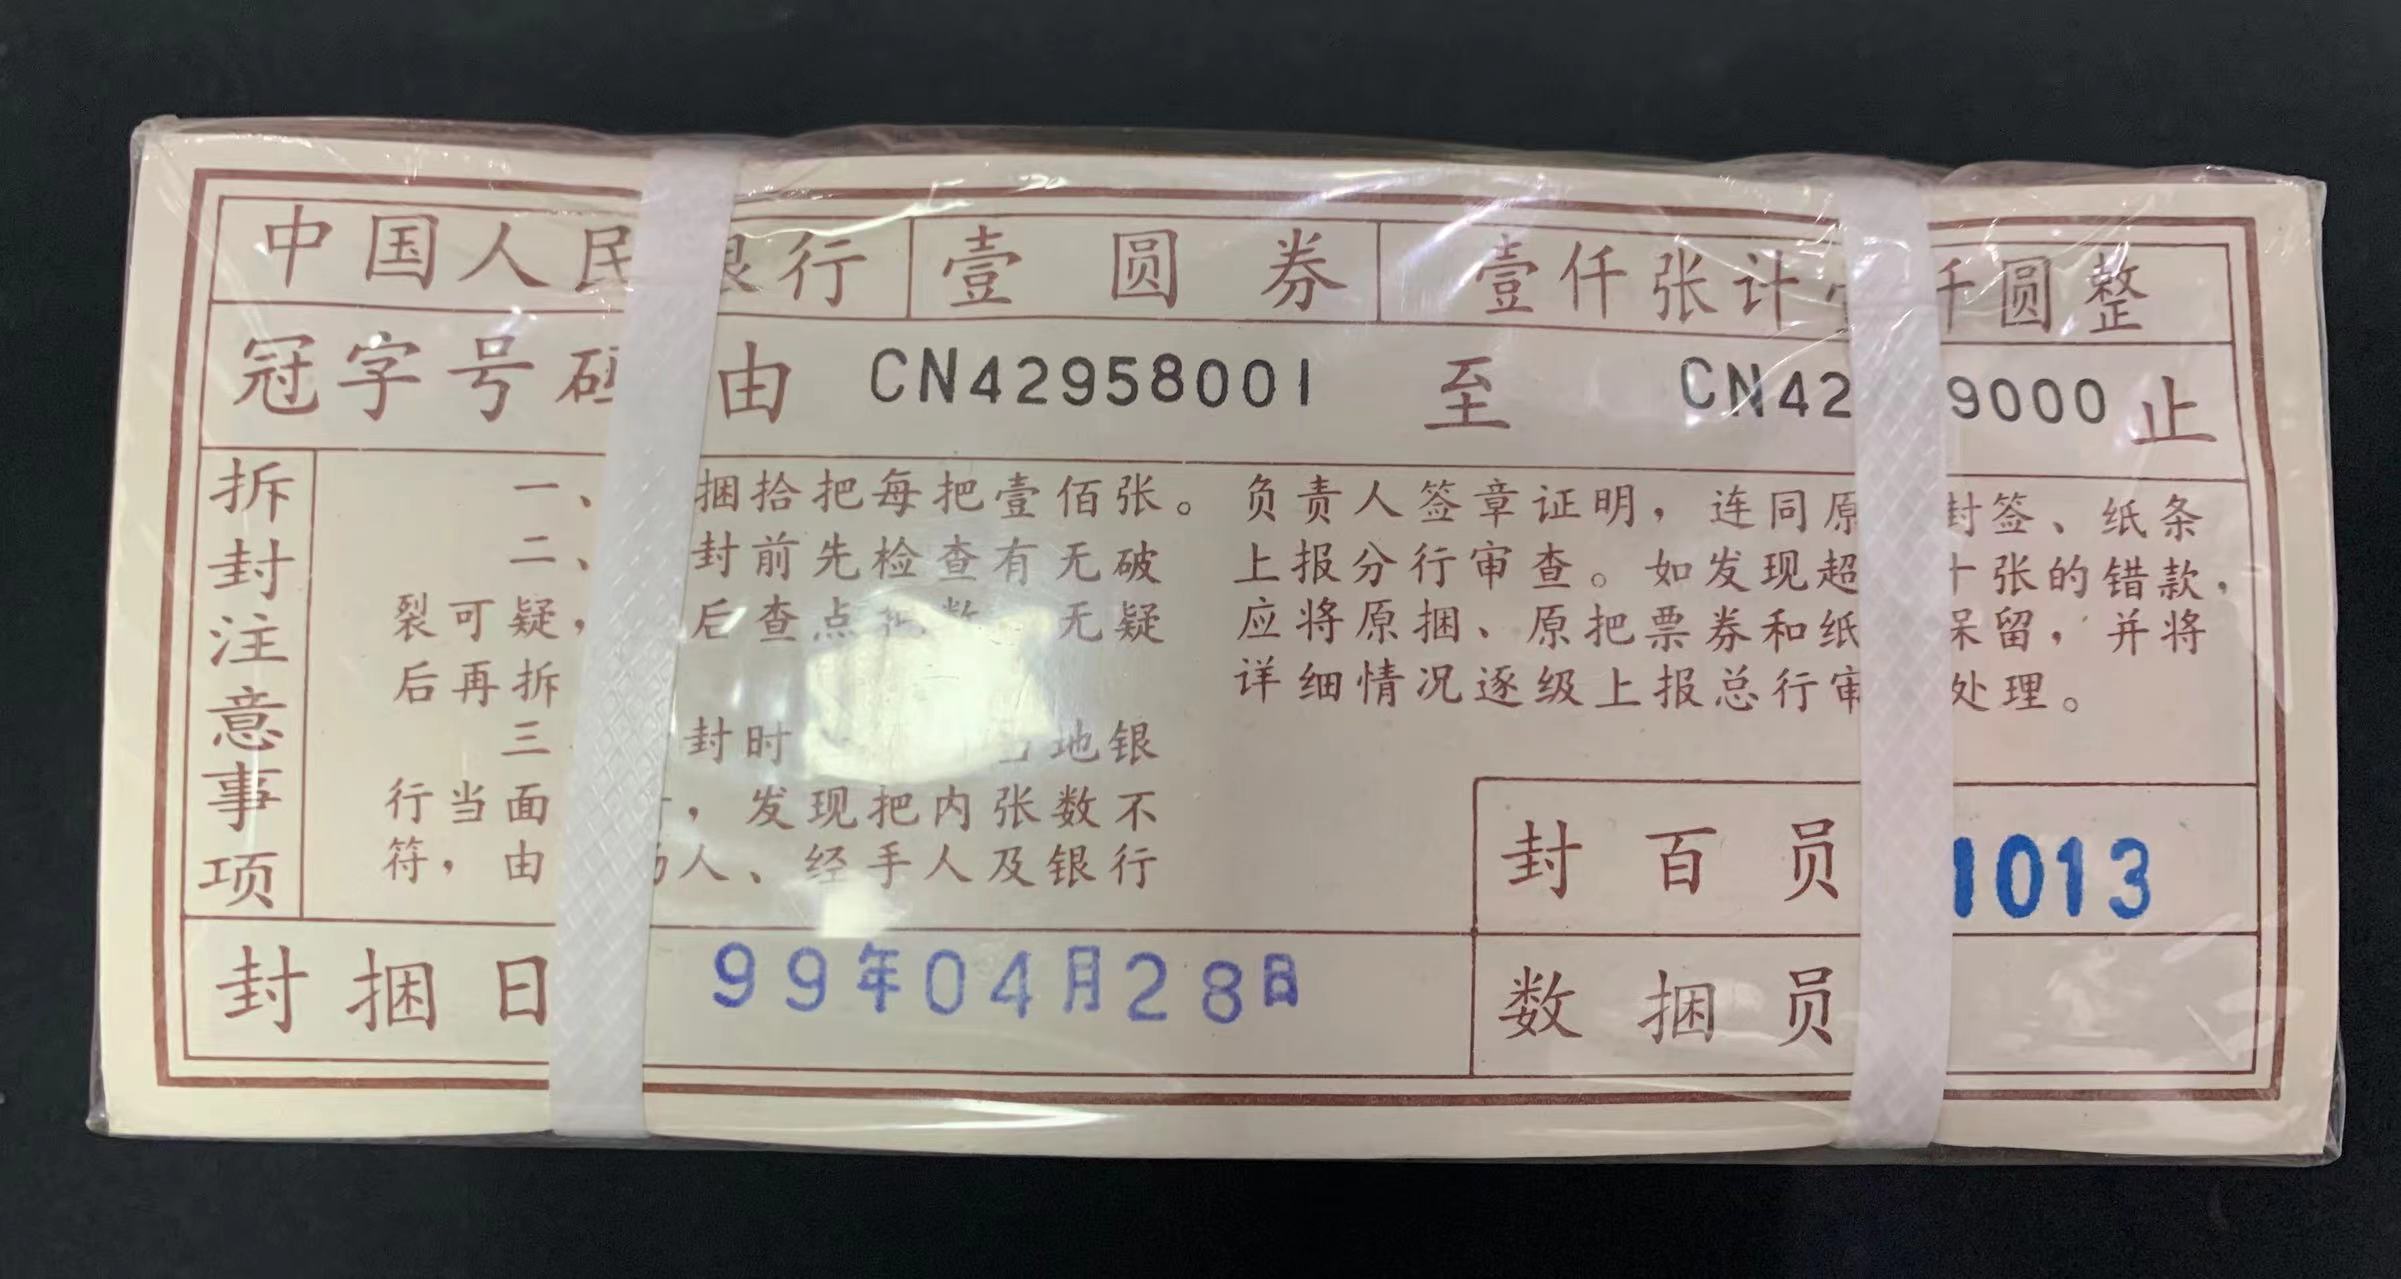 中国人民银行 壹圆券 壹仟张计 仟圆整
冠字号码 由 CN42958001 至 CN42 9000 止
拆封注意事项
一、 捆拾把每把壹佰张。
二、 封前先检查有无破
裂可疑, 后查点把数 无疑
后再拆
三 封时 地银
行当面 , 发现把内张数不
符, 由 人、经手人及银行
负责人签章证明, 连同原 封签、纸条
上报分行审查。如发现超 十张的错款,
应将原捆、原把票券和纸 保留, 并将
详细情况逐级上报总行审 处理。
封百员 1013
封捆日 99年04月28日
数捆员